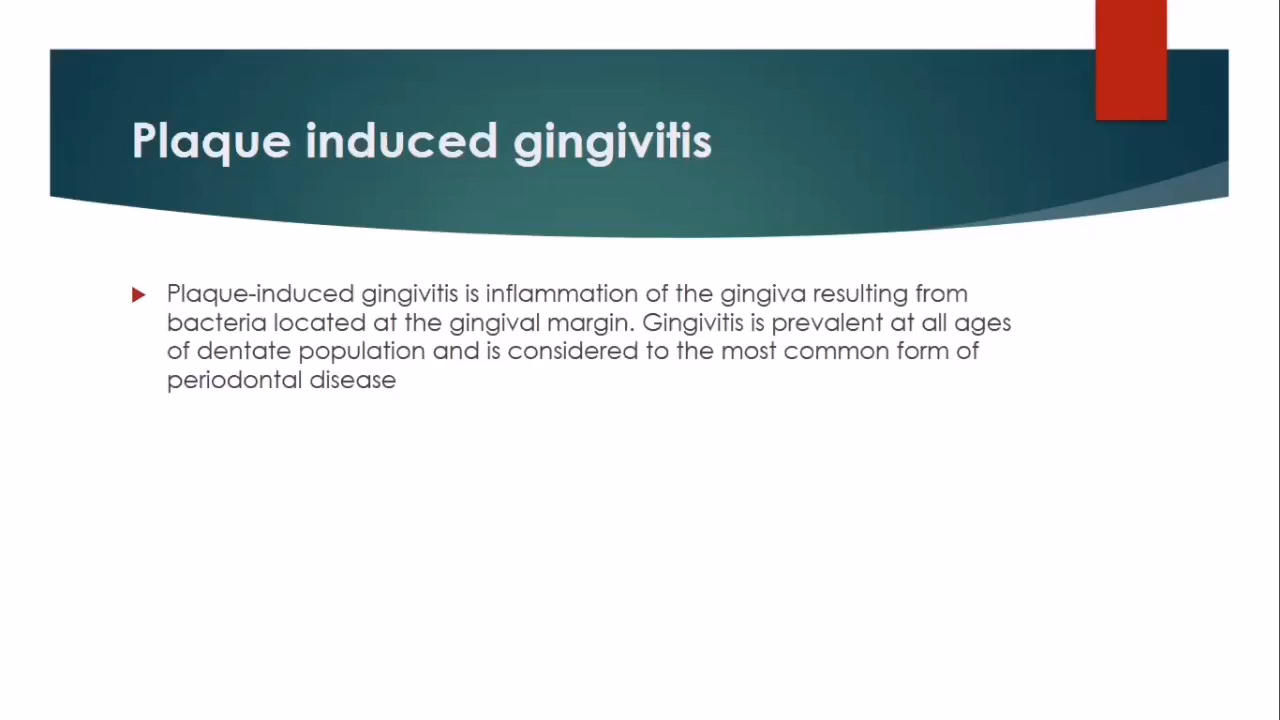 Plaque induced gingivitis
Plaque-induced gingivitis is inflammation of the gingiva resulting from
bacteria located at the gingival margin. Gingivitis is prevalent at all ages
of dentate population and is considered to the most common form of
periodontal disease